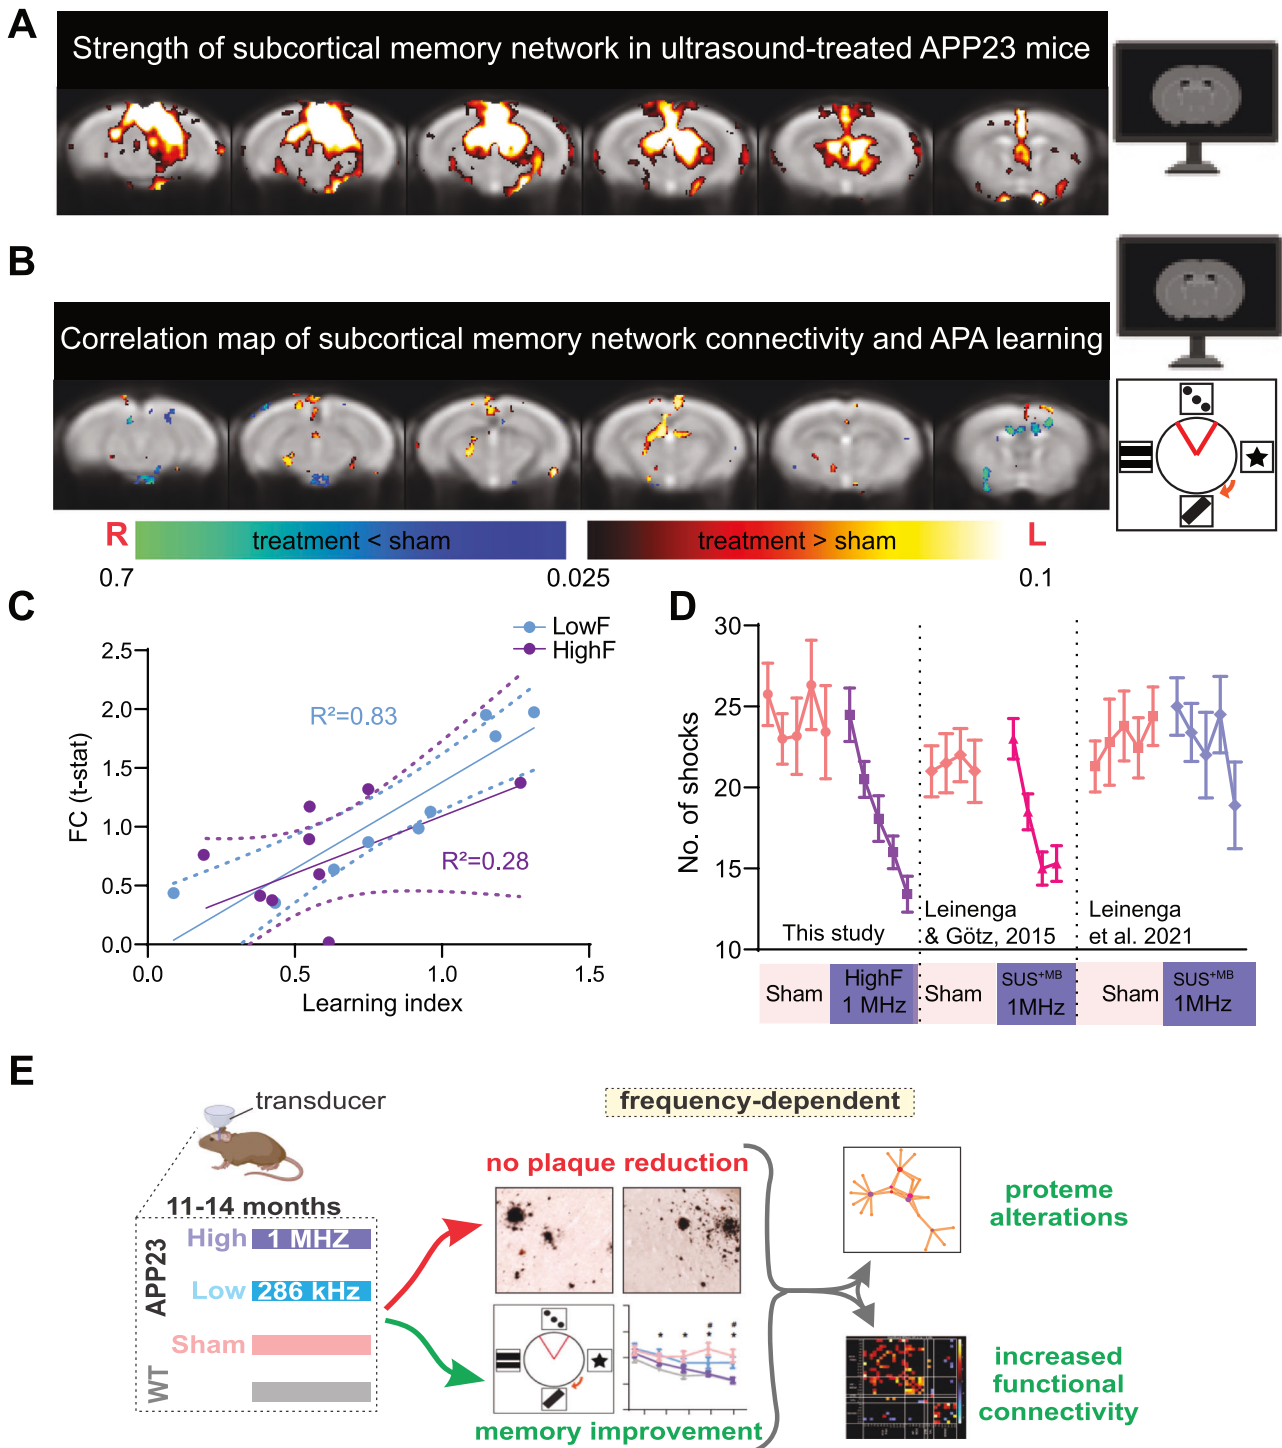 A
Strength of subcortical memory network in ultrasound-treated APP23 mice
B
Correlation map of subcortical memory network connectivity and APA learning
R
treatment < sham
treatment > sham
L
0.7
0.025
0.1
C
LowF
HighF
2.5
2.0
1.5
1.0
0.5
0.0
R²=0.83
R²=0.28
FC (t-stat)
0.0
0.5
1.0
1.5
Learning index
D
30
25
20
15
10
No. of shocks
This study
Leinenga
& Götz, 2015
Leinenga
et al. 2021
Sham
HighF
1 MHz
Sham
SUS+MB
1MHz
Sham
SUS+MB
1MHz
E
transducer
frequency-dependent
11-14 months
APP23
High
1 MHZ
Low
286 kHz
Sham
WT
no plaque reduction
memory improvement
* * # * # *
proteme
alterations
increased
functional
connectivity